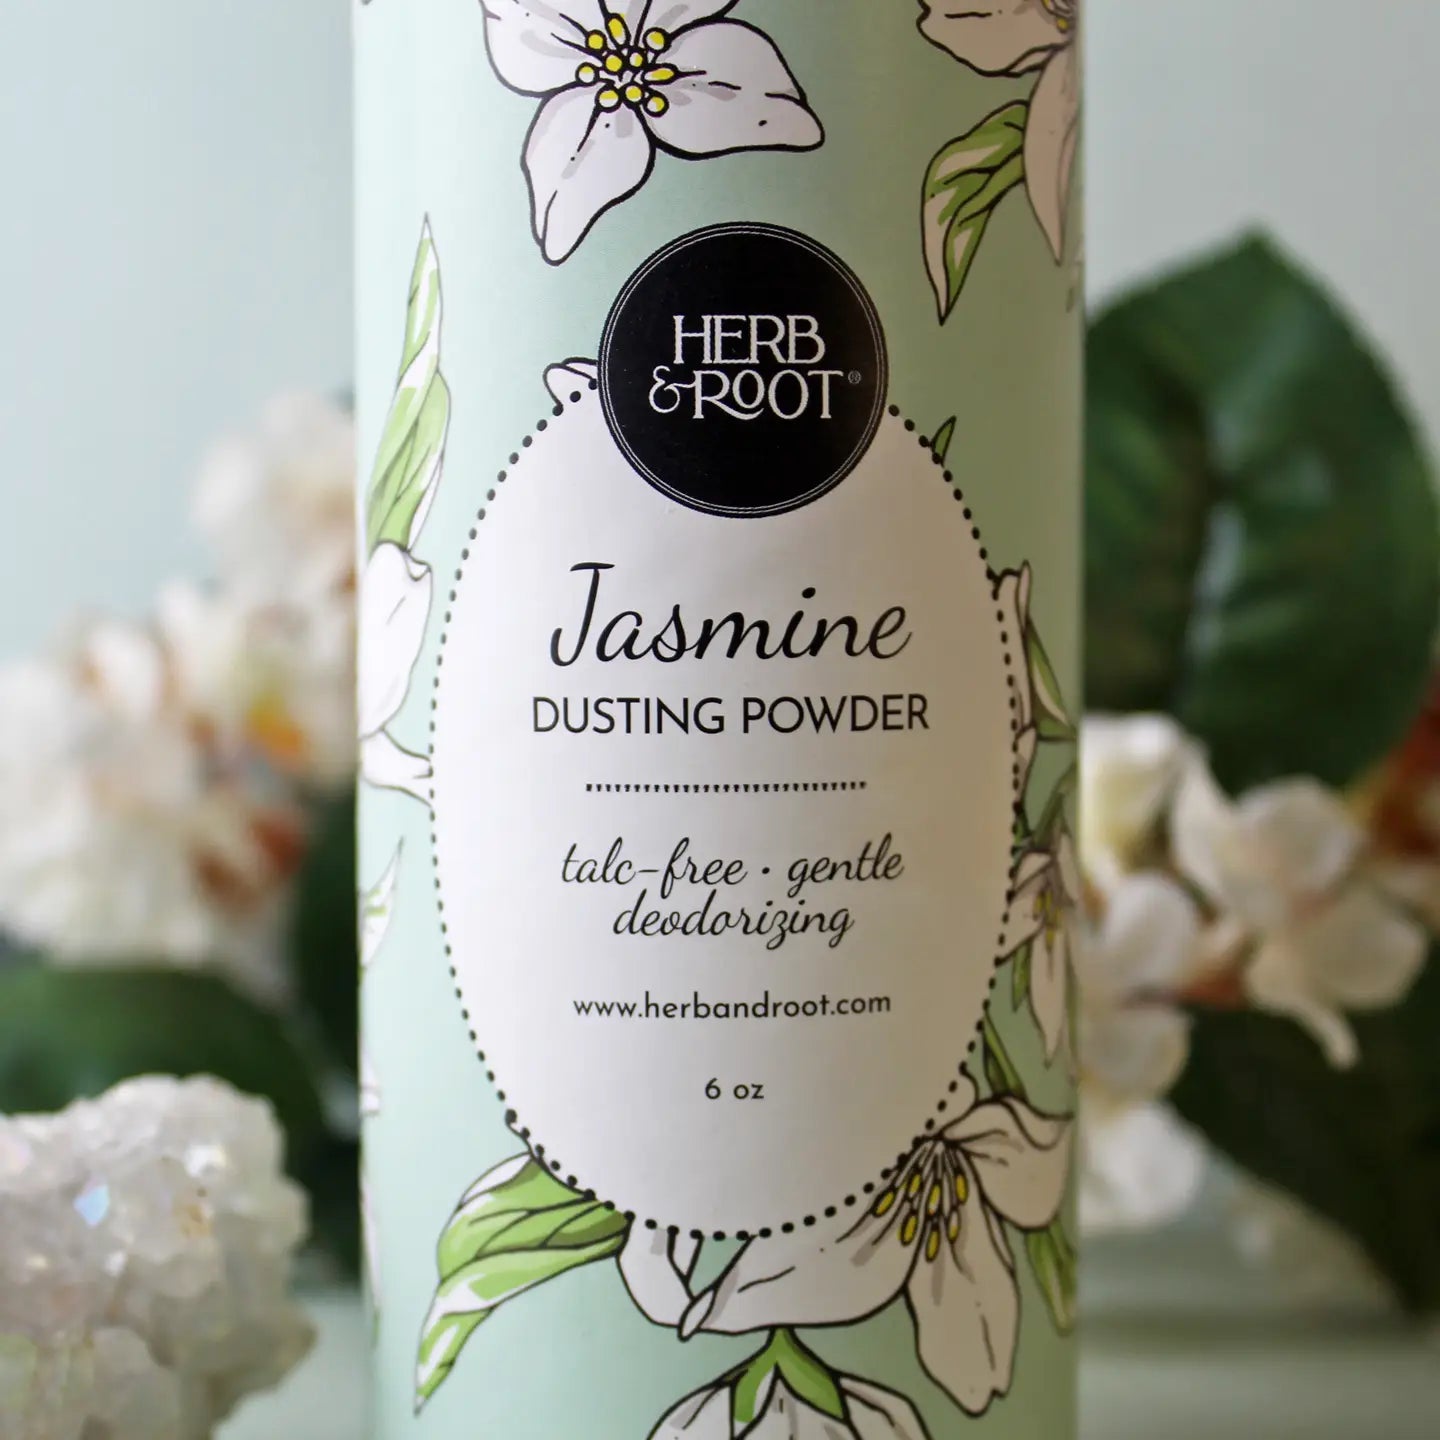 HERB
&ROOT®
Jasmine
DUSTING POWDER
talc-free • gentle
deodorizing
www.herbandroot.com
6 oz